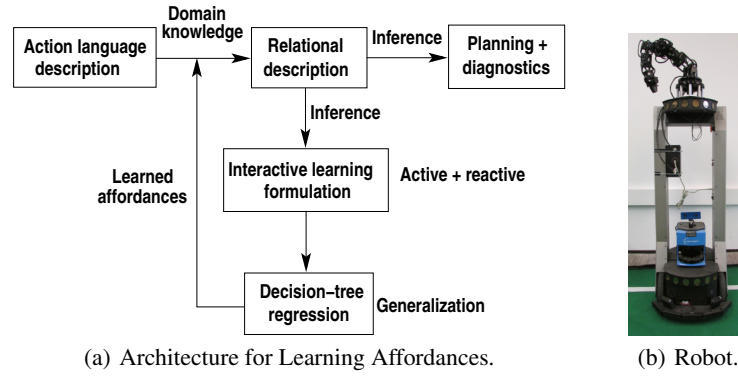 Domain
knowledge
Action language
description
Relational
description
Inference
Planning +
diagnostics
Inference
Learned
affordances
Interactive learning
formulation
Active + reactive
Decision–tree
regression
Generalization
(a) Architecture for Learning Affordances.
(b) Robot.